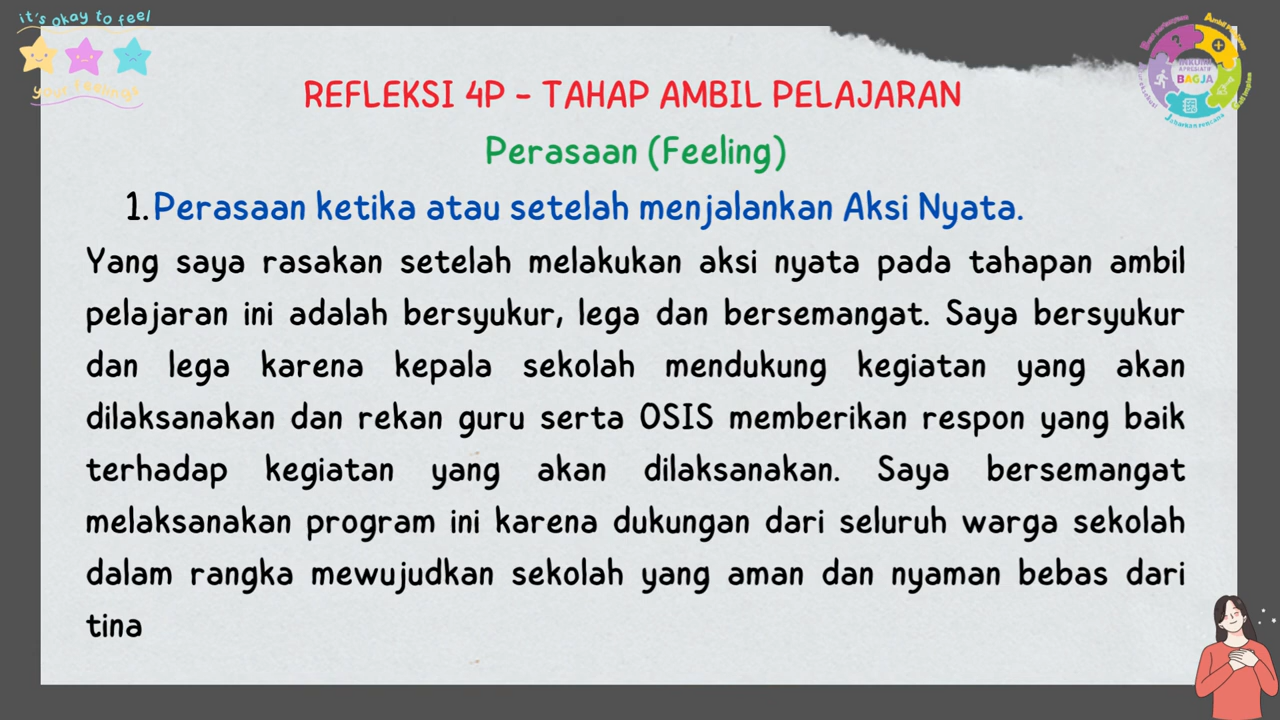 it's okay to feel
your feelings
Ambil Pelajaran
BAGJA
Jabarkan rencana
REFLEKSI 4P - TAHAP AMBIL PELAJARAN
Perasaan (Feeling)
1. Perasaan ketika atau setelah menjalankan Aksi Nyata.
Yang saya rasakan setelah melakukan aksi nyata pada tahapan ambil
pelajaran ini adalah bersyukur, lega dan bersemangat. Saya bersyukur
dan lega karena kepala sekolah mendukung kegiatan yang akan
dilaksanakan dan rekan guru serta OSIS memberikan respon yang baik
terhadap kegiatan yang akan dilaksanakan. Saya bersemangat
melaksanakan program ini karena dukungan dari seluruh warga sekolah
dalam rangka mewujudkan sekolah yang aman dan nyaman bebas dari
tina